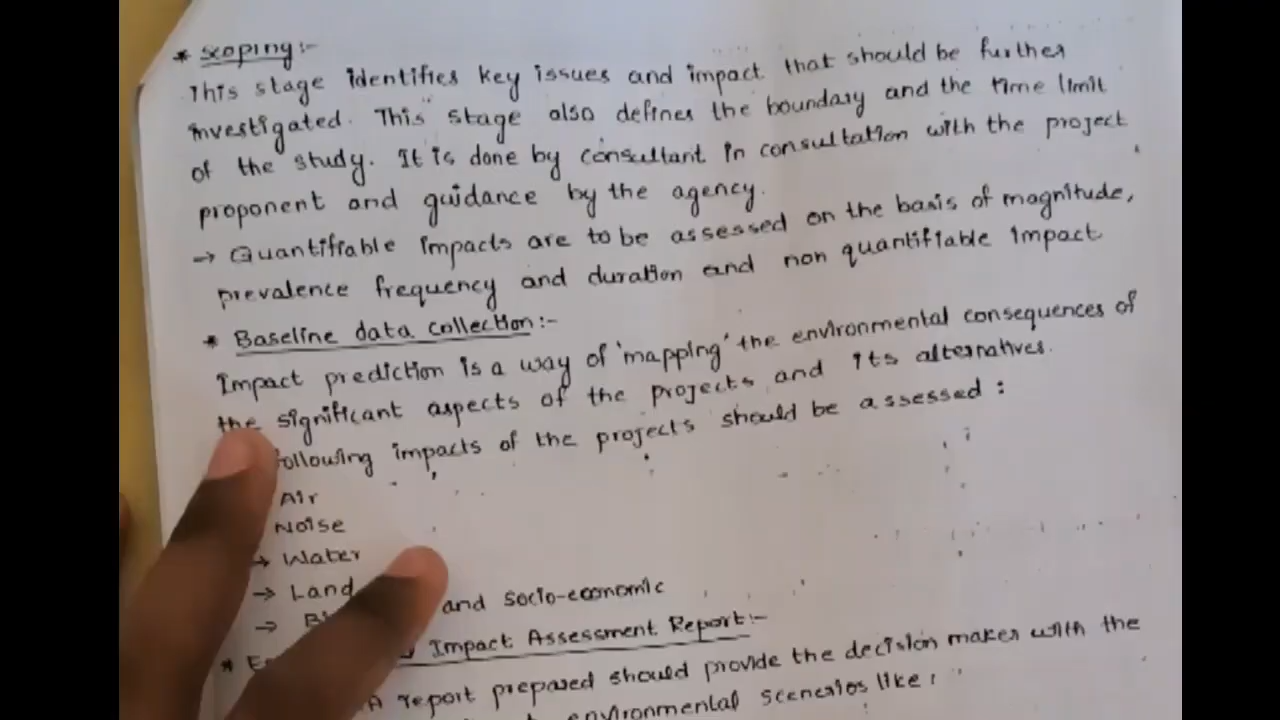 * Scoping:-
This stage identifies key issues and impact that should be further
investigated. This stage also defines the boundary and the time limit
of the study. It is done by consultant in consultation with the project
proponent and guidance by the agency.
→ Quantifiable impacts are to be assessed on the basis of magnitude,
prevalence frequency and duration and non quantifiable impact
* Baseline data collection:-
Impact prediction is a way of 'mapping' the environmental consequences of
the significant aspects of the projects and its alternatives.
following impacts of the projects should be assessed :
Air
Noise
→ Water
→ Land
→ and socio-economic
* Impact Assessment Report:-
A report prepared should provide the decision maker with the
environmental scenerios like: